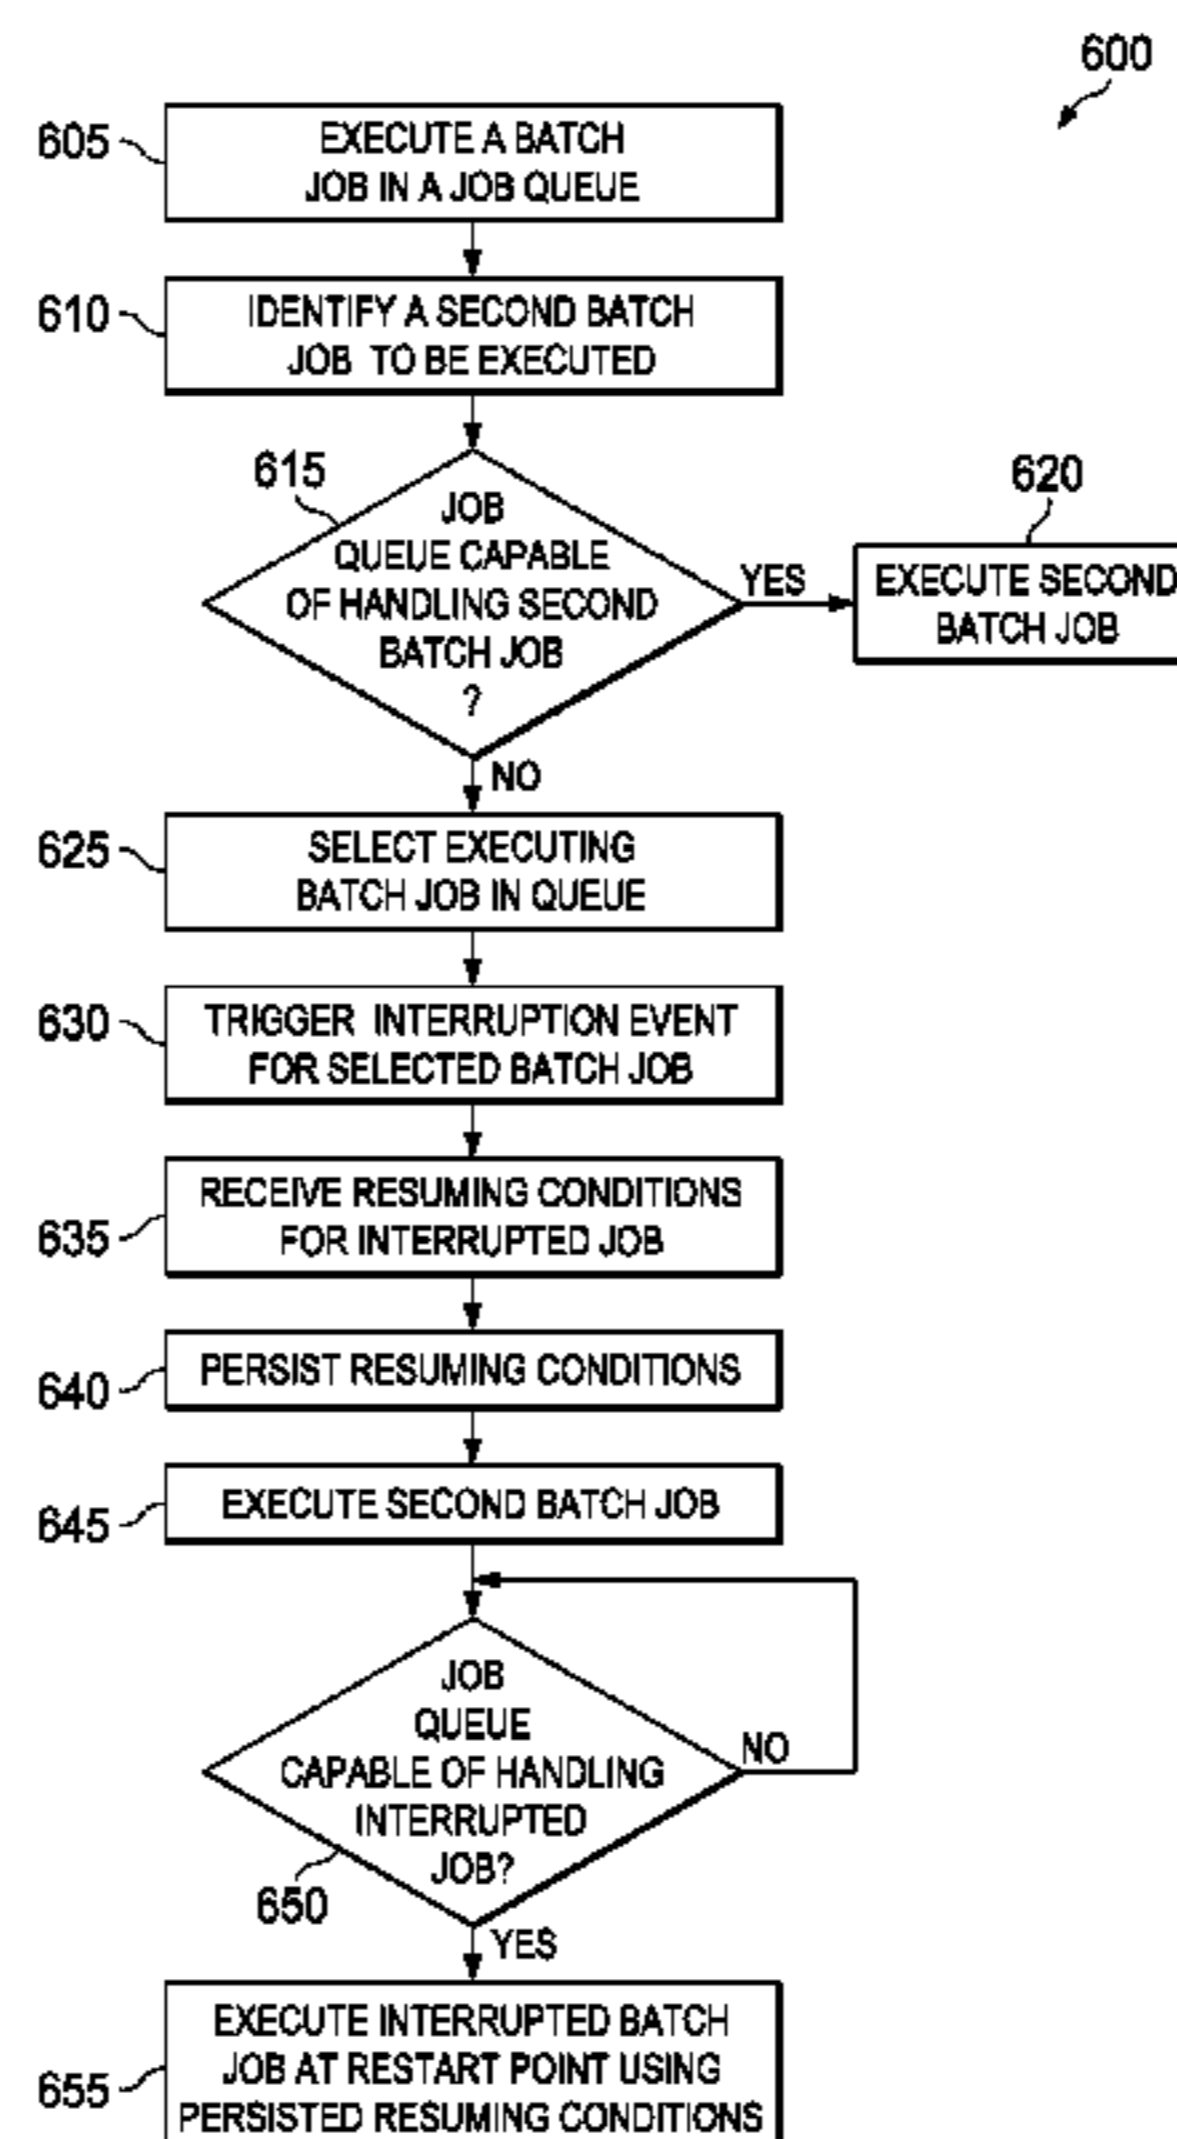 600
605
EXECUTE A BATCH
JOB IN A JOB QUEUE
610
IDENTIFY A SECOND BATCH
JOB TO BE EXECUTED
615
JOB
QUEUE CAPABLE
OF HANDLING SECOND
BATCH JOB
?
YES
620
EXECUTE SECOND
BATCH JOB
NO
625
SELECT EXECUTING
BATCH JOB IN QUEUE
630
TRIGGER INTERRUPTION EVENT
FOR SELECTED BATCH JOB
635
RECEIVE RESUMING CONDITIONS
FOR INTERRUPTED JOB
640
PERSIST RESUMING CONDITIONS
645
EXECUTE SECOND BATCH JOB
JOB
QUEUE
CAPABLE OF HANDLING
INTERRUPTED
JOB?
NO
650
YES
655
EXECUTE INTERRUPTED BATCH
JOB AT RESTART POINT USING
PERSISTED RESUMING CONDITIONS